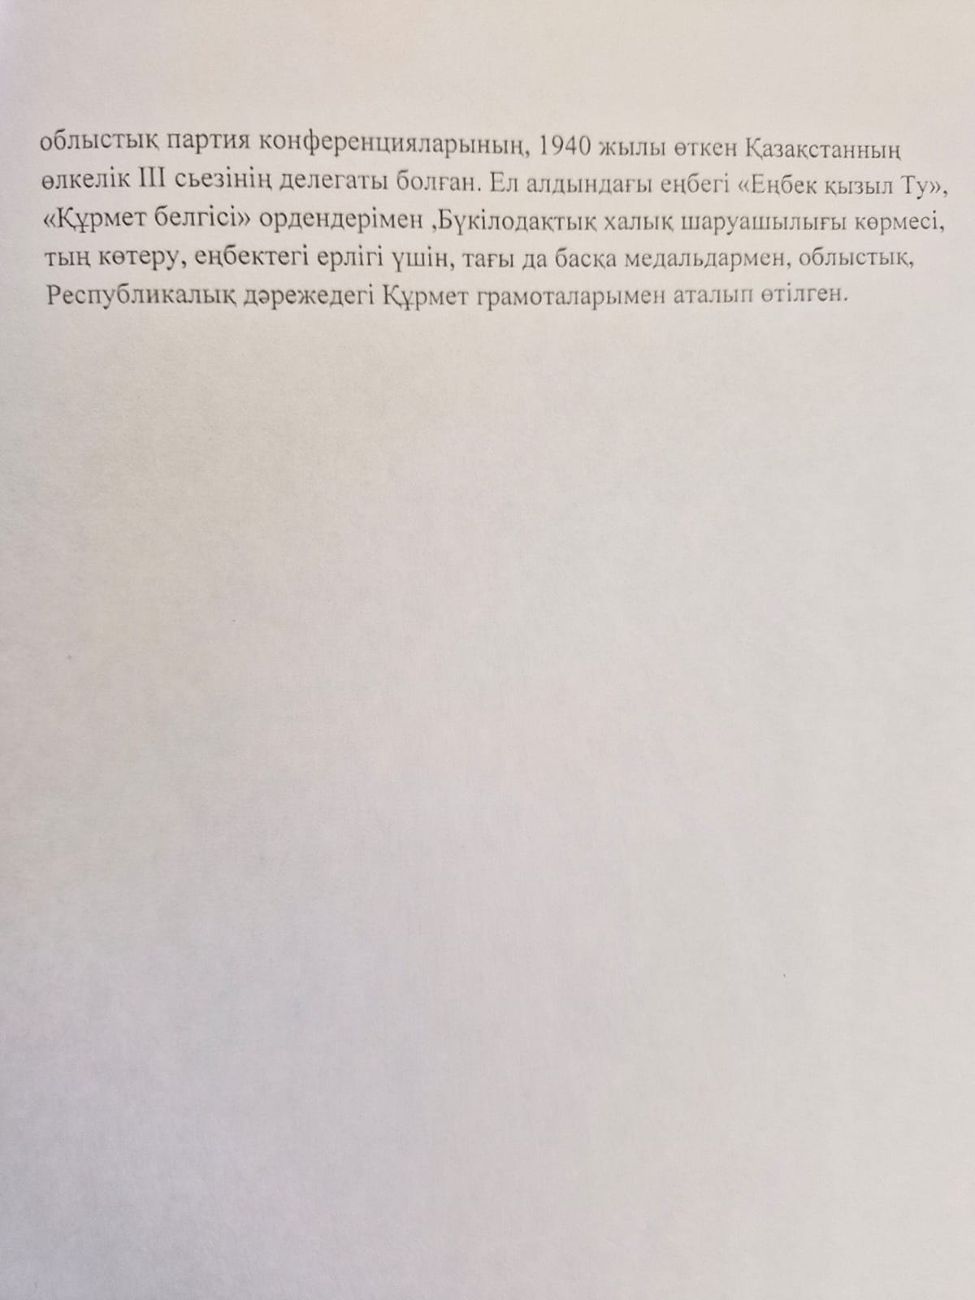 облыстық партия конференцияларының, 1940 жылы өткен Қазақстанның
өлкелік III сьезінің делегаты болған. Ел алдындағы еңбегі «Еңбек қызыл Ту»,
«Құрмет белгісі» ордендерімен ,Бүкілодақтық халық шаруашылығы көрмесі,
тың көтеру, еңбектегі ерлігі үшін, тағы да басқа медальдармен, облыстық,
Республикалық дәрежедегі Құрмет грамоталарымен аталып өтілген.